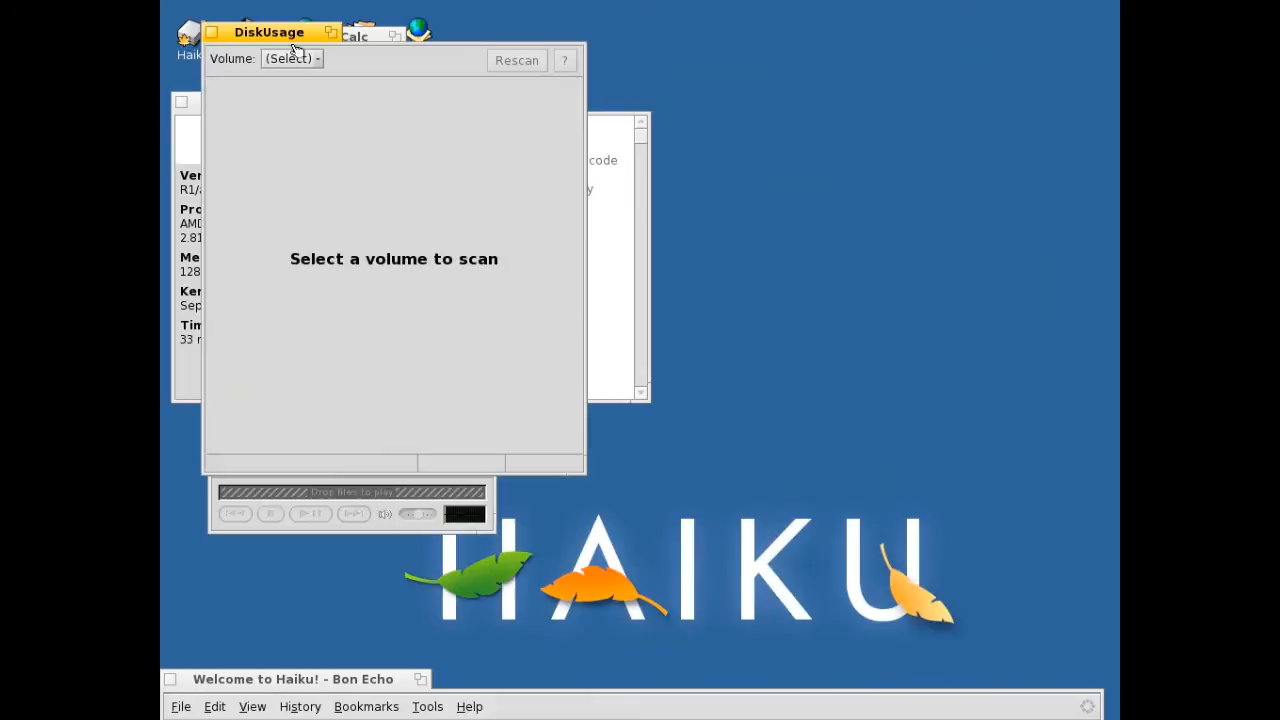 DiskUsage
Calc
Haik
Volume: (Select)
Rescan
?
code
y
Ver
R1/
Pro
AMD
2.81
Select a volume to scan
Me
128
Ker
Sep
Tim
33
Drop files to play
HAIKU
Welcome to Haiku! - Bon Echo
File Edit View History Bookmarks Tools Help